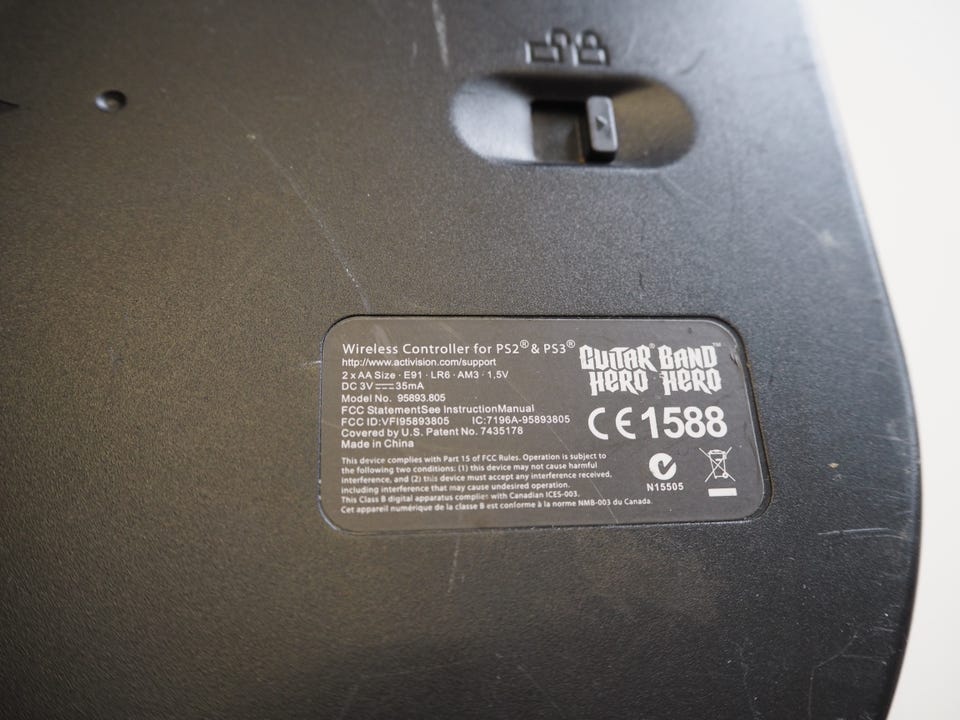 Wireless Controller for PS2® & PS3®
http://www.activision.com/support
2 x AA Size · E91 · LR6 · AM3 · 1,5V
DC 3V⎓35mA
Model No. 95893.805
FCC StatementSee InstructionManual
FCC ID:VFI95893805 IC:7196A-95893805
Covered by U.S. Patent No. 7435178
Made in China
GUITAR® BAND™
HERO HERO
CE1588
N15505
This device complies with Part 15 of FCC Rules. Operation is subject to
the following two conditions: (1) this device may not cause harmful
interference, and (2) this device must accept any interference received,
including interference that may cause undesired operation.
This Class B digital apparatus complies with Canadian ICES-003.
Cet appareil numérique de la classe B est conforme à la norme NMB-003 du Canada.